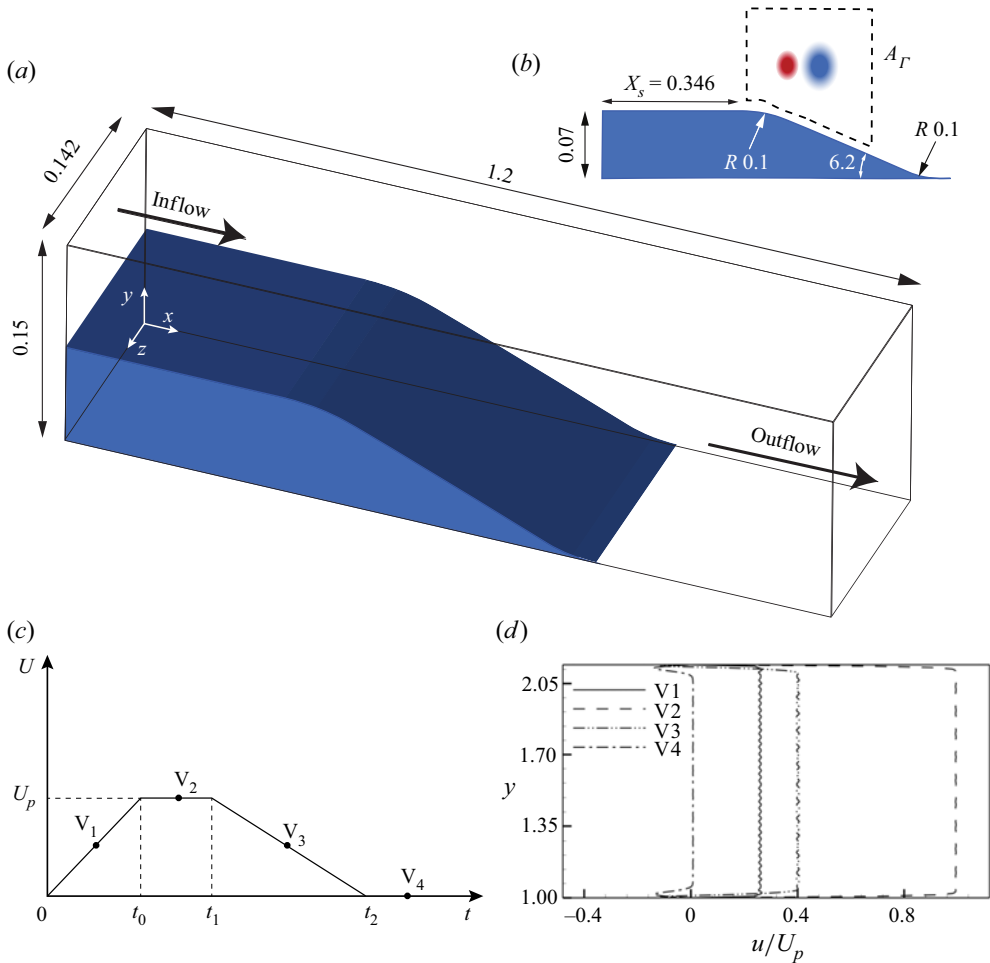 (a)
(b)
A_Γ
X_s = 0.346
R 0.1
0.07
R 0.1
6.2
0.142
1.2
Inflow
y
x
z
0.15
Outflow
(c)
(d)
U
U_p
V_1
V_2
V_3
V_4
0
t_0
t_1
t_2
t
2.05
1.70
y
1.35
1.00
V1
V2
V3
V4
–0.4
0
0.4
0.8
u/U_p